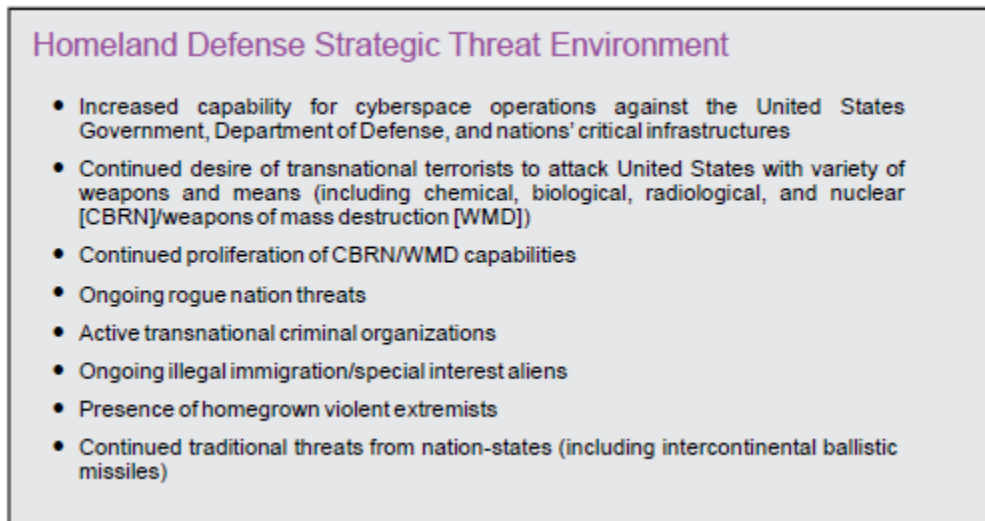 Homeland Defense Strategic Threat Environment
• Increased capability for cyberspace operations against the United States
Government, Department of Defense, and nations' critical infrastructures
• Continued desire of transnational terrorists to attack United States with variety of
weapons and means (including chemical, biological, radiological, and nuclear
[CBRN]/weapons of mass destruction [WMD])
• Continued proliferation of CBRN/WMD capabilities
• Ongoing rogue nation threats
• Active transnational criminal organizations
• Ongoing illegal immigration/special interest aliens
• Presence of homegrown violent extremists
• Continued traditional threats from nation-states (including intercontinental ballistic
missiles)